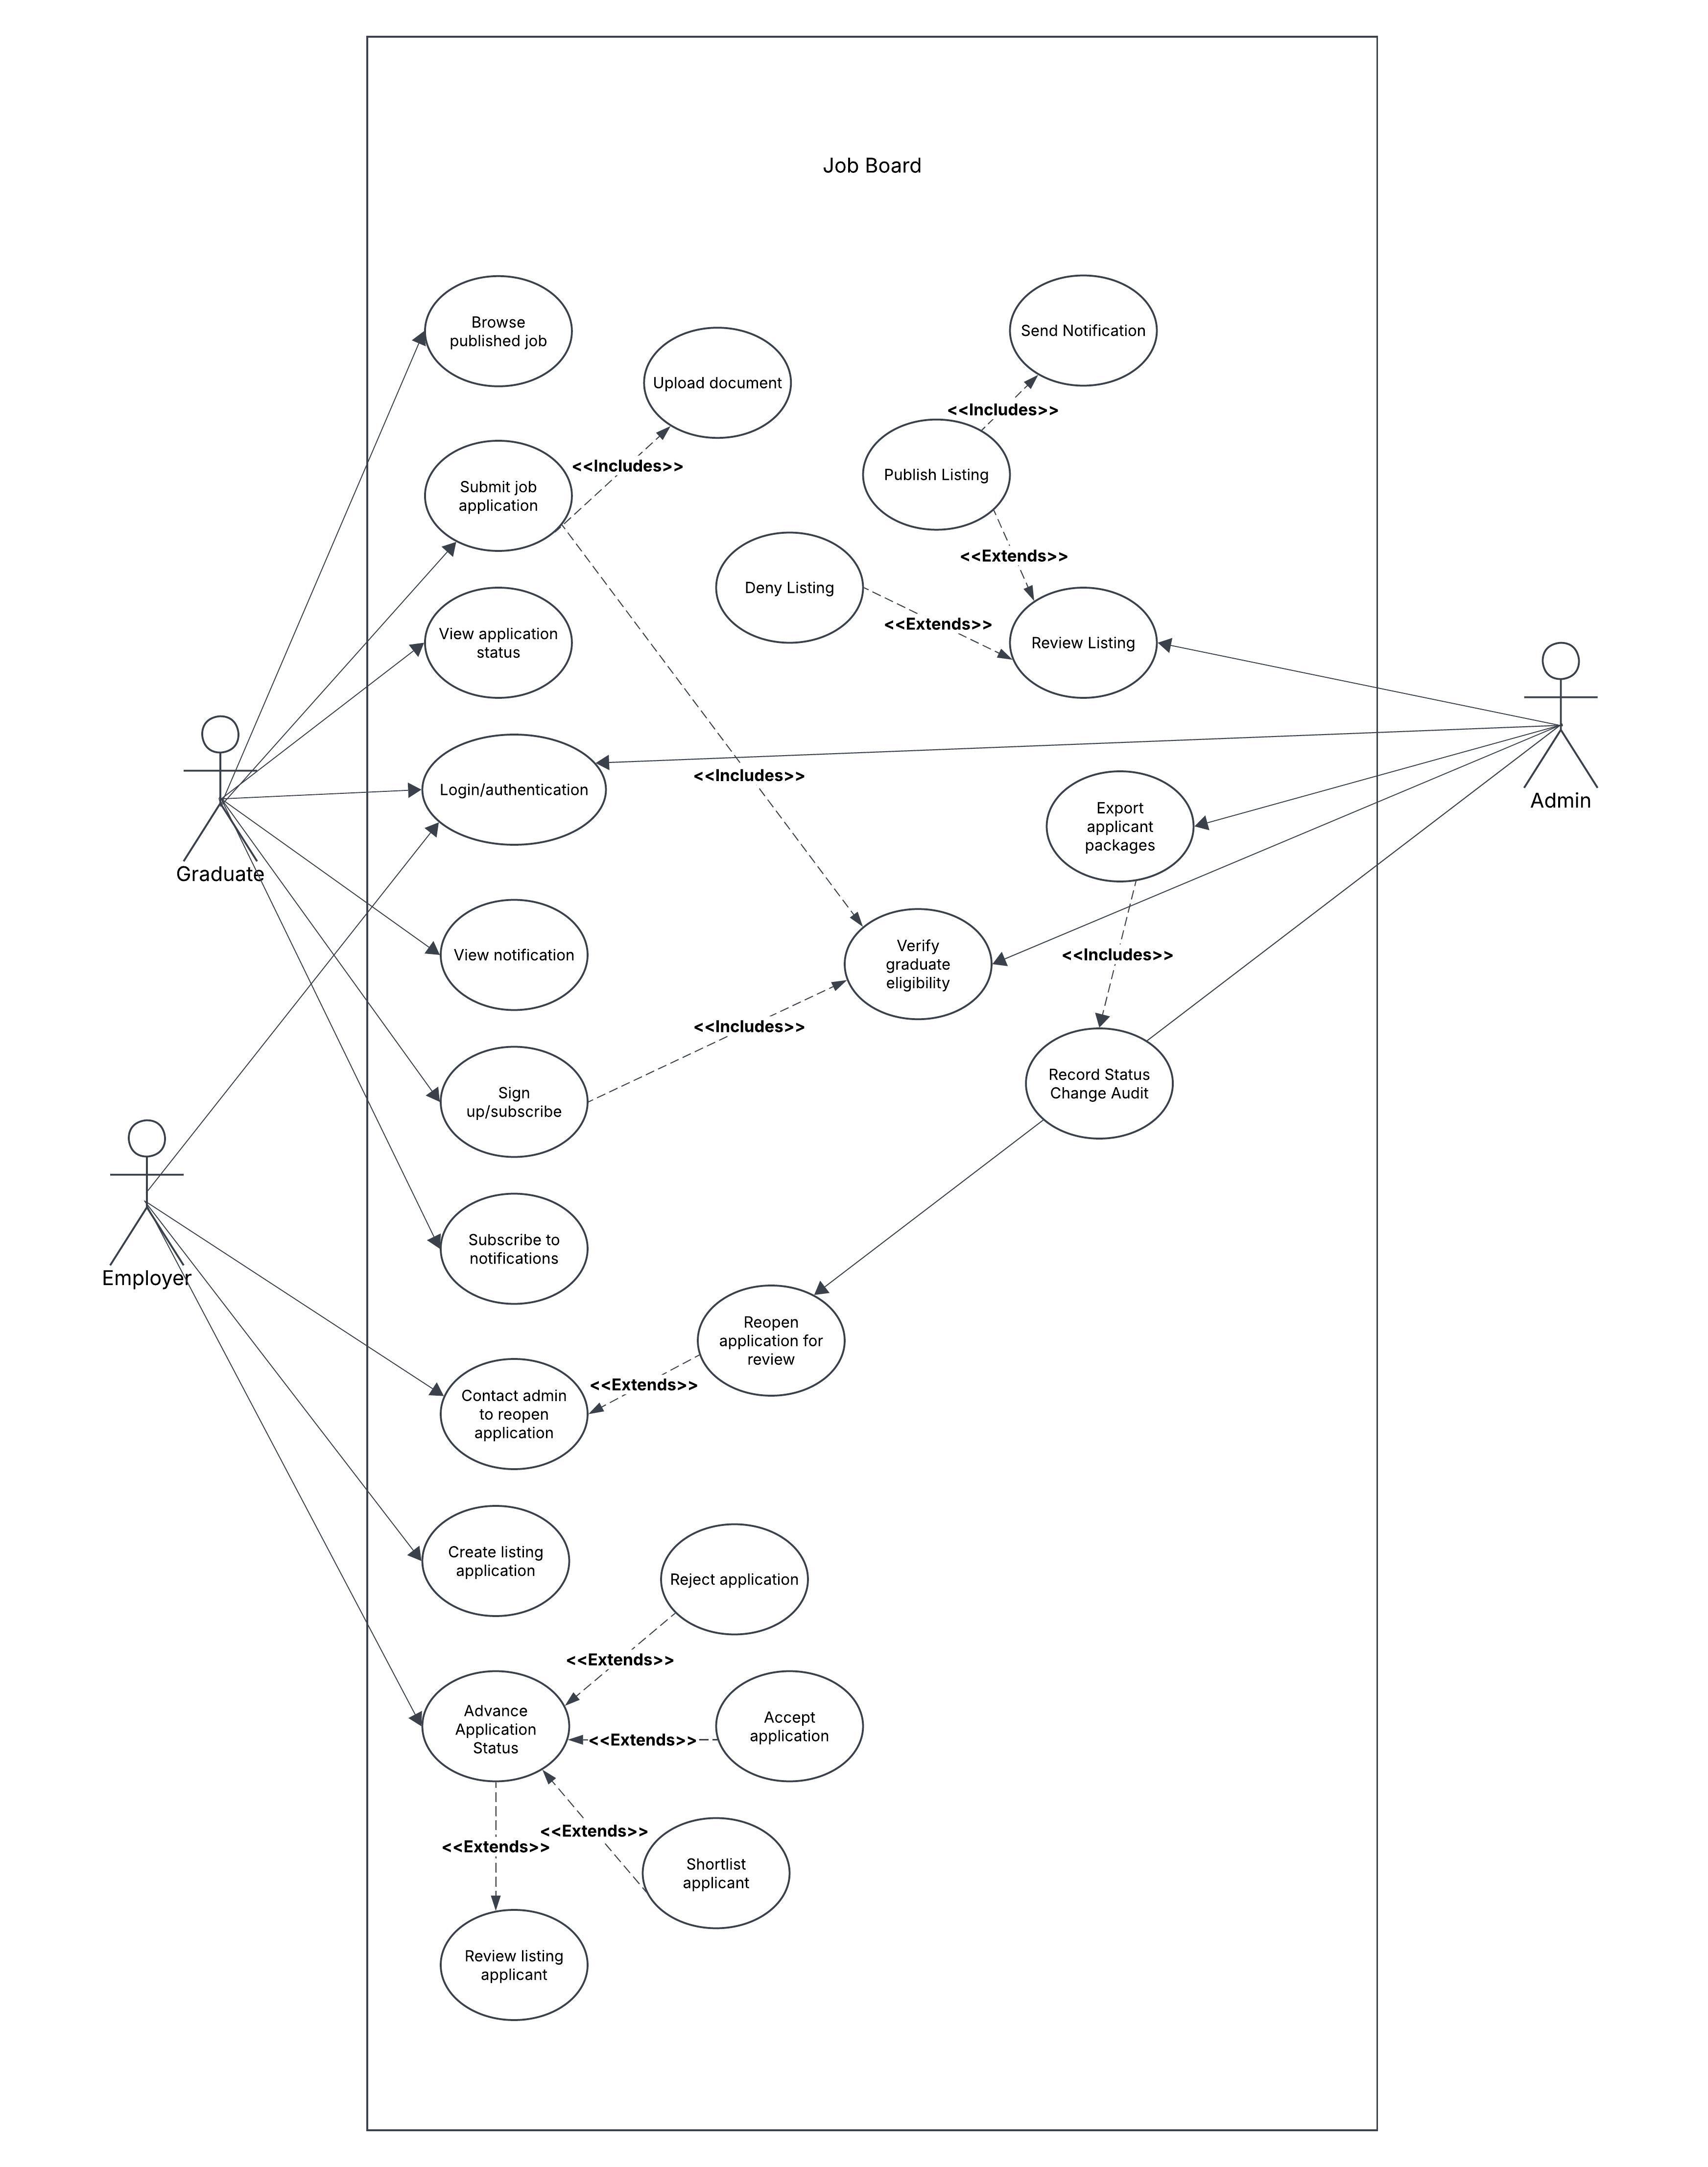 Job Board
Browse
published job
Send Notification
Upload document
<<Includes>>
<<Includes>>
Publish Listing
Submit job
application
<<Extends>>
Deny Listing
<<Extends>>
View application
status
Review Listing
<<Includes>>
Login/authentication
Admin
Export
applicant
packages
Graduate
View notification
Verify
graduate
eligibility
<<Includes>>
<<Includes>>
Sign
up/subscribe
Record Status
Change Audit
Subscribe to
notifications
Employer
Reopen
application for
review
<<Extends>>
Contact admin
to reopen
application
Create listing
application
Reject application
<<Extends>>
Advance
Application
Status
<<Extends>>
Accept
application
<<Extends>>
<<Extends>>
Shortlist
applicant
Review listing
applicant